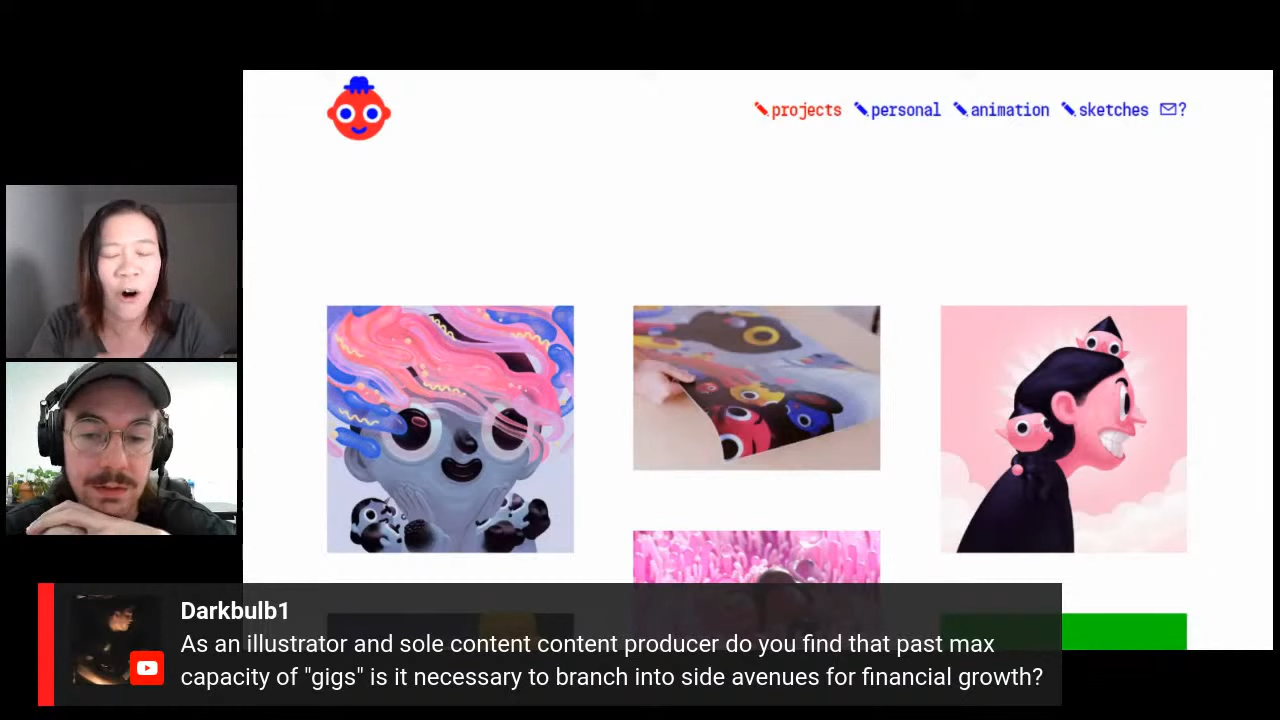 projects personal animation sketches ?
Darkbulb1
As an illustrator and sole content content producer do you find that past max
capacity of "gigs" is it necessary to branch into side avenues for financial growth?